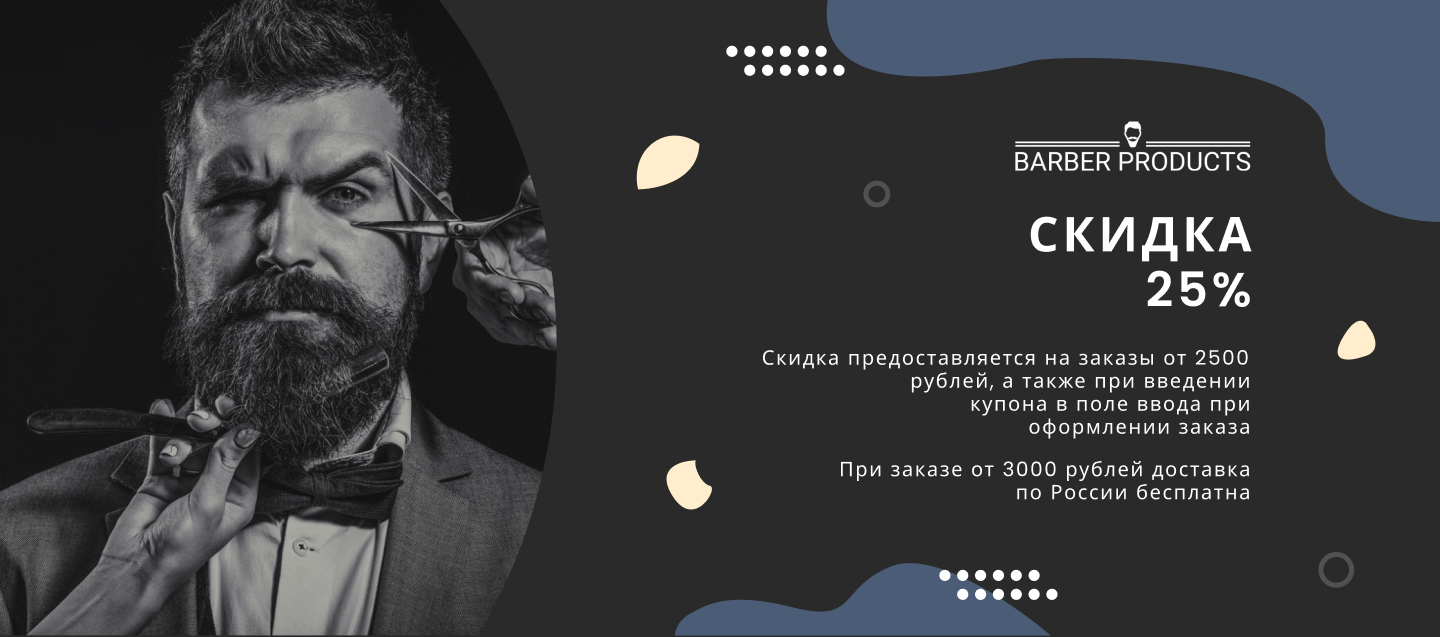 BARBER PRODUCTS
СКИДКА
25%
Скидка предоставляется на заказы от 2500
рублей, а также при введении
купона в поле ввода при
оформлении заказа
При заказе от 3000 рублей доставка
по России бесплатна